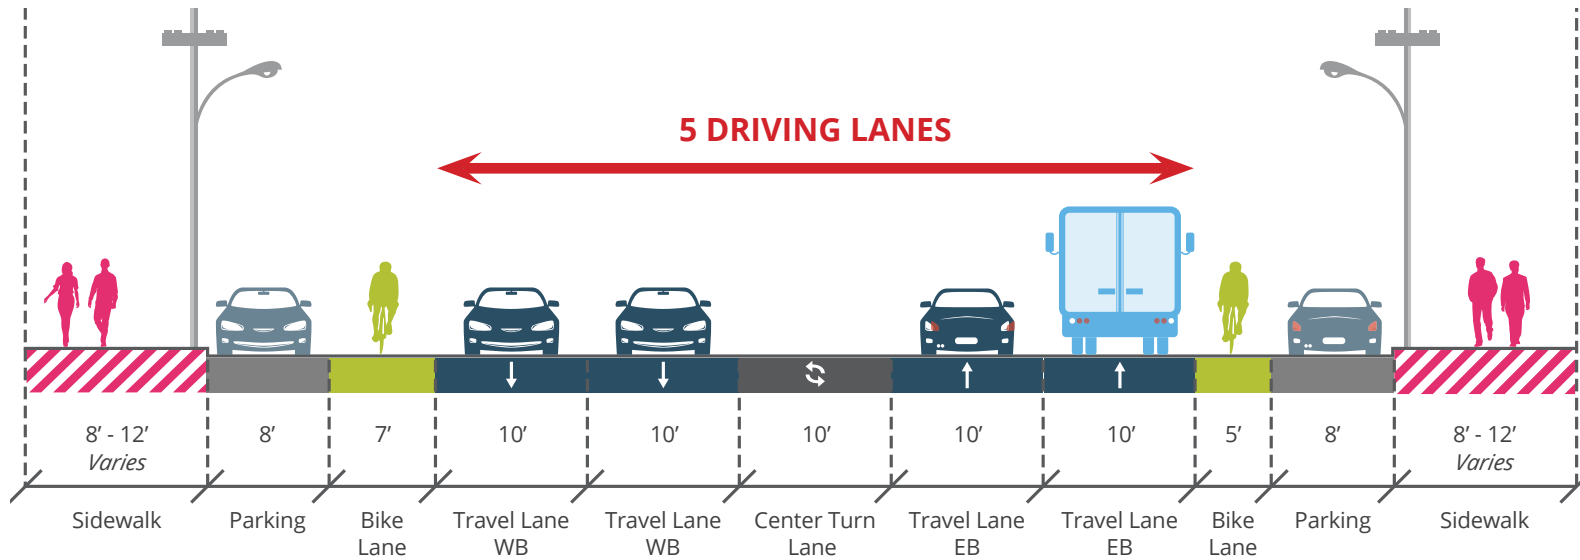 5 DRIVING LANES
8’ - 12’
Varies
8’
7’
10’
10’
10’
10’
10’
5’
8’
8’ - 12’
Varies
Sidewalk
Parking
Bike
Lane
Travel Lane
WB
Travel Lane
WB
Center Turn
Lane
Travel Lane
EB
Travel Lane
EB
Bike
Lane
Parking
Sidewalk